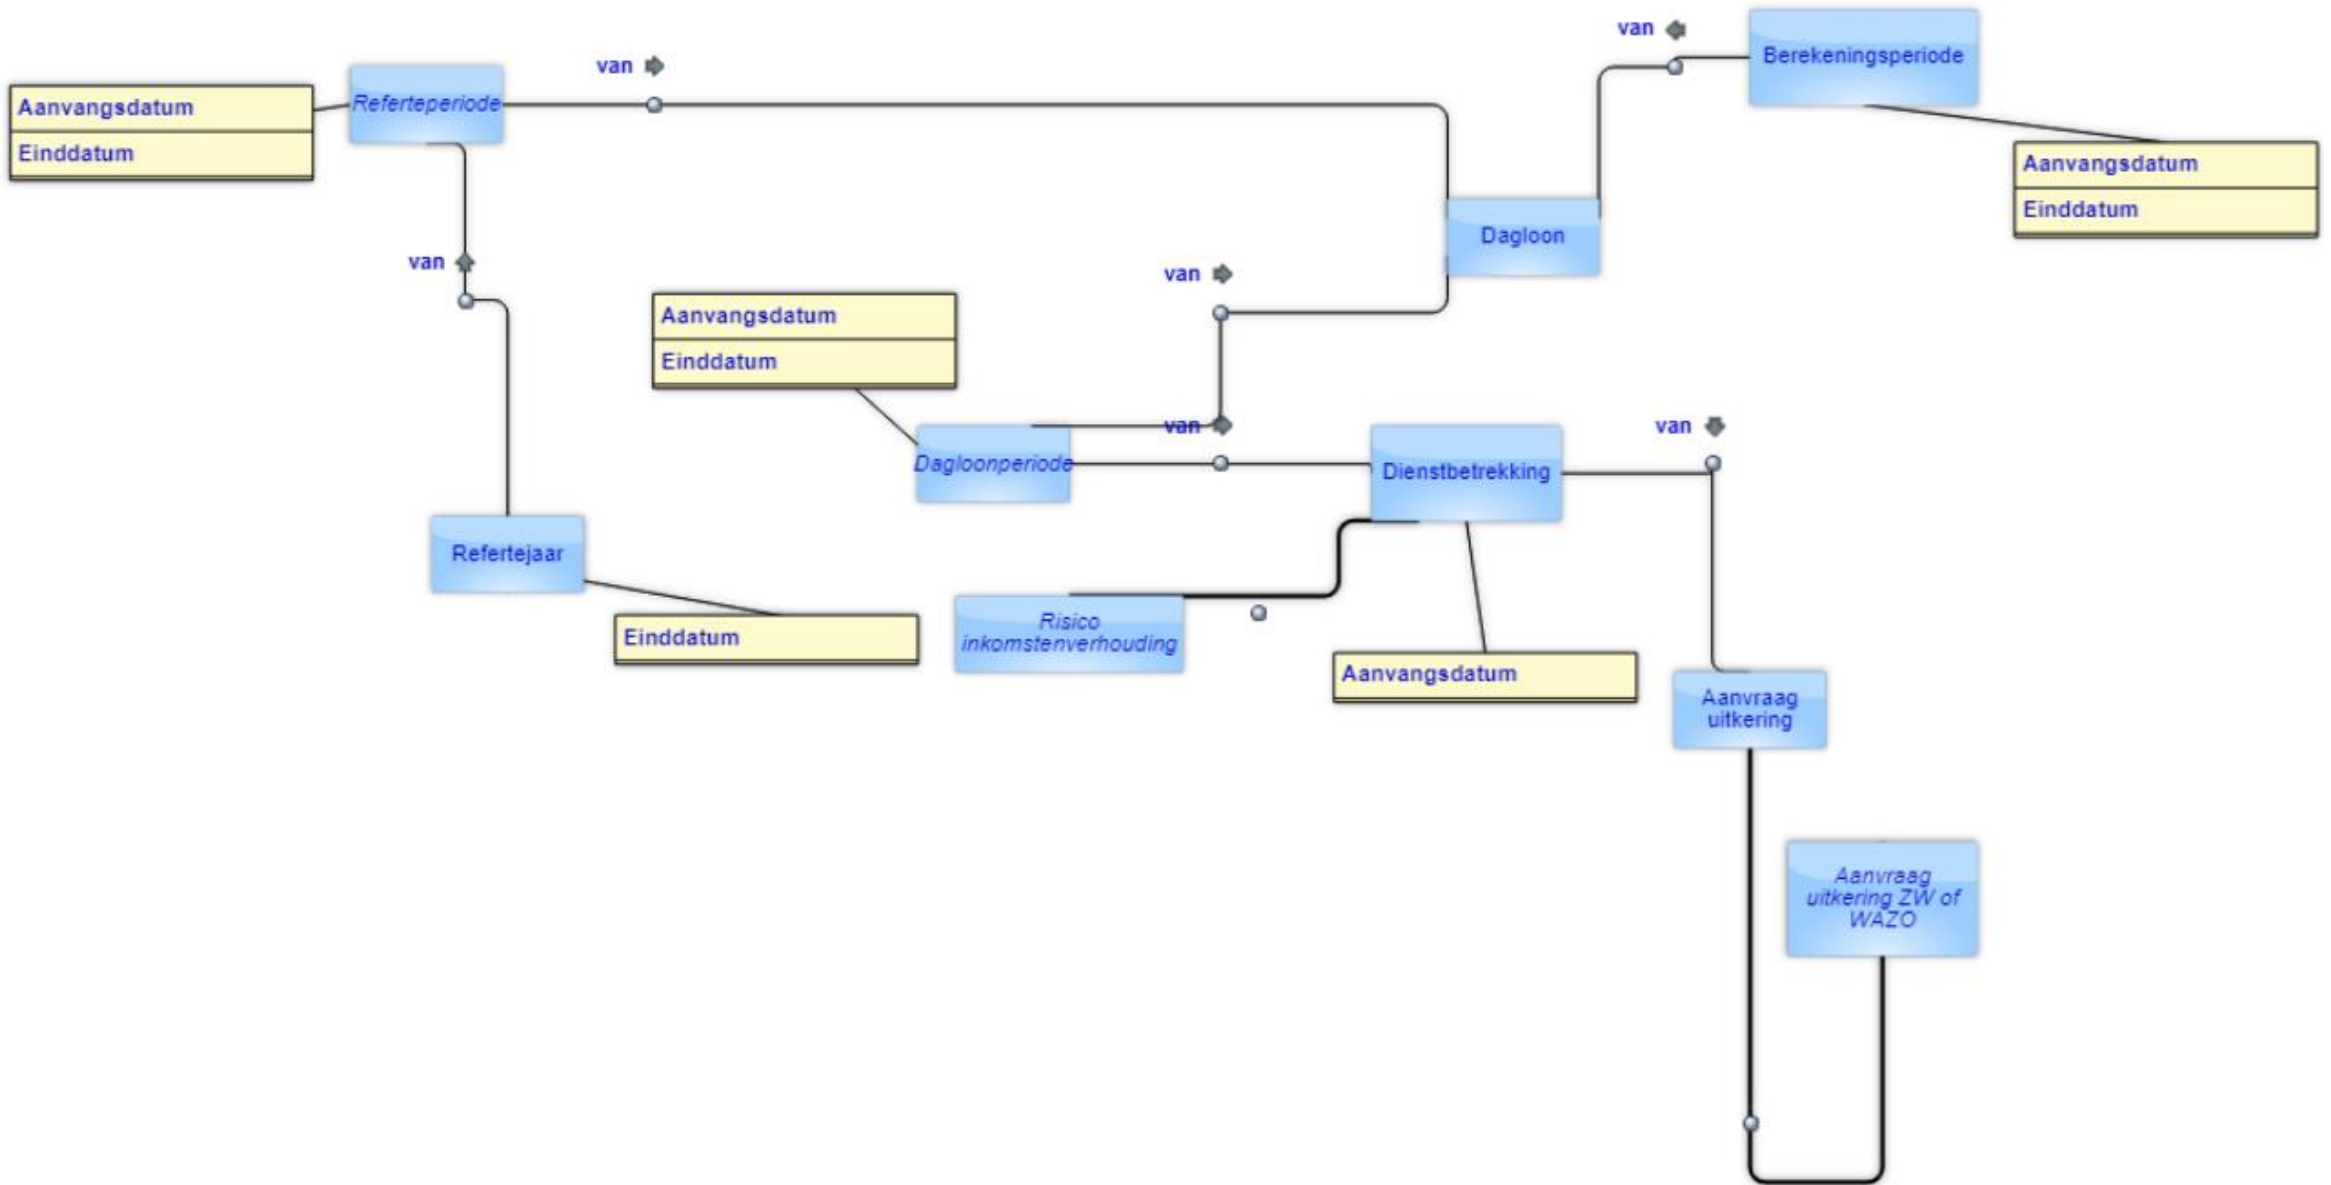 van
Berekeningsperiode
van
Aanvangsdatum
Einddatum
Referteperiode
Aanvangsdatum
Einddatum
Dagloon
van
van
Aanvangsdatum
Einddatum
van
Dagloonperiode
Dienstbetrekking
van
Refertejaar
Einddatum
Risico
inkomstenverhouding
Aanvangsdatum
Aanvraag
uitkering
Aanvraag
uitkering ZW of
WAZO